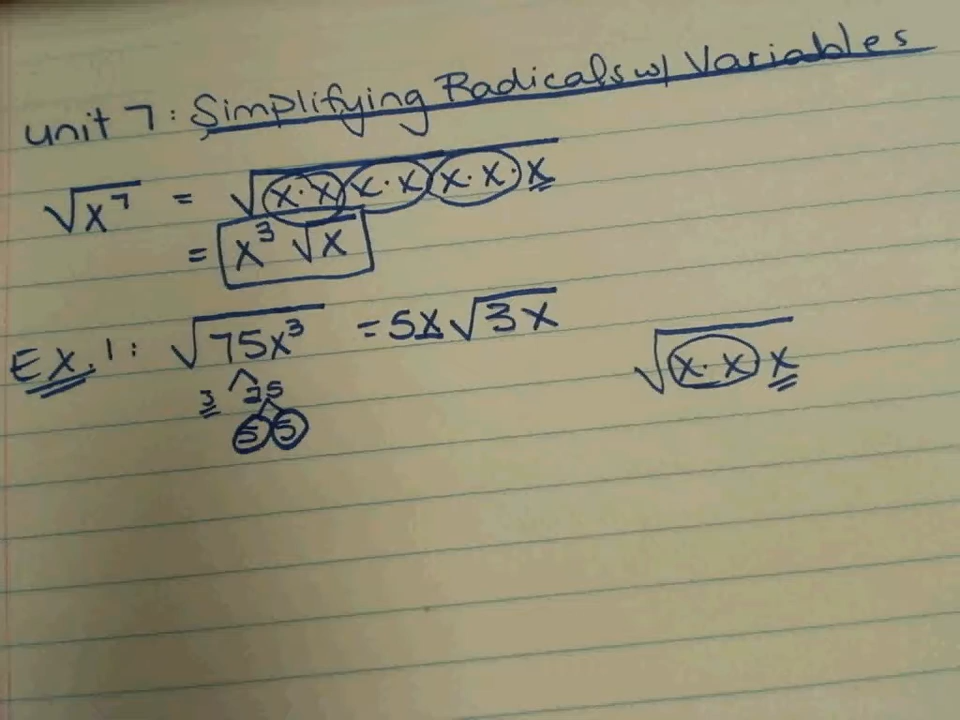 unit 7: Simplifying Radicals w/ Variables
√x⁷ = √x·x x·x x·x·x
= x³ √x
Ex. 1: √75x³ = 5x√3x
√x·x x
3 25
5 5